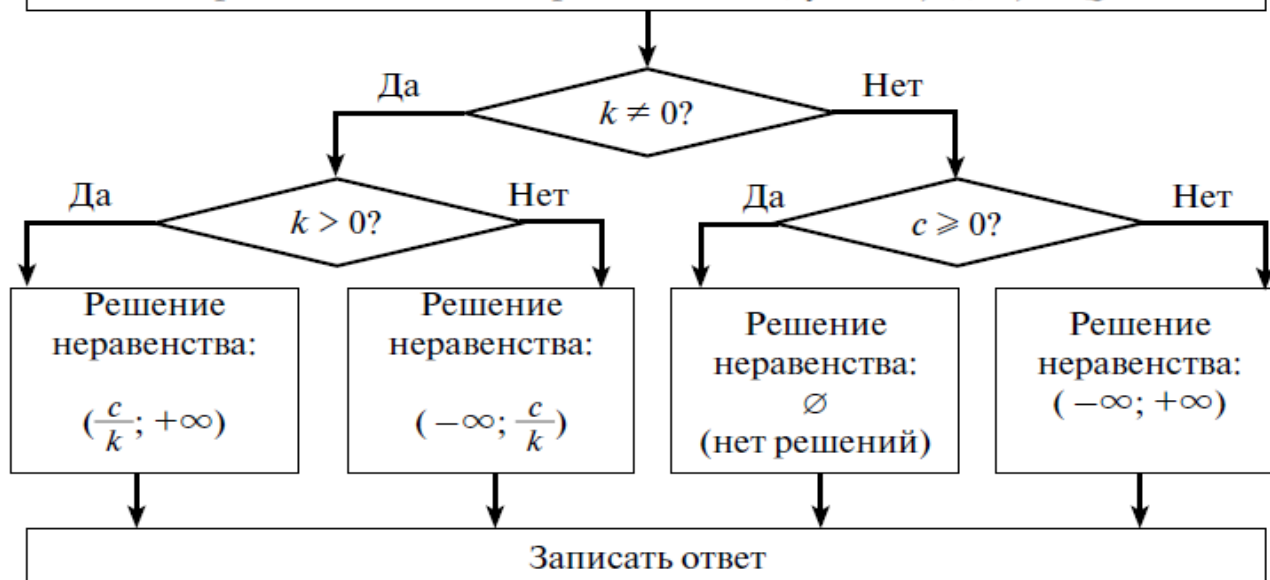 Да
Нет
k ≠ 0?
Да
Нет
Да
Нет
k > 0?
c ⩾ 0?
Решение
неравенства:
(c/k; +∞)
Решение
неравенства:
(−∞; c/k)
Решение
неравенства:
∅
(нет решений)
Решение
неравенства:
(−∞; +∞)
Записать ответ